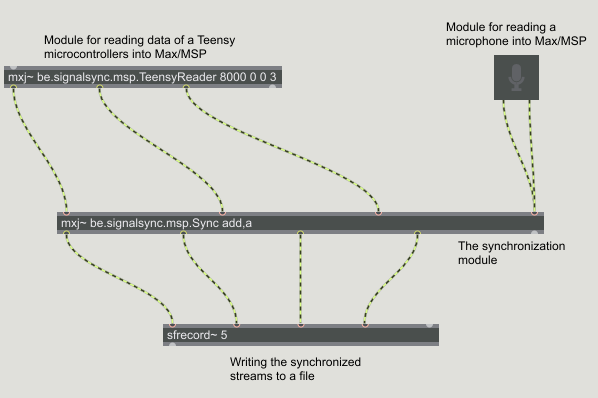 Module for reading data of a Teensy
microcontrollers into Max/MSP
Module for reading a
microphone into Max/MSP
mxj~ be.signalsync.msp.TeensyReader 8000 0 0 3
mxj~ be.signalsync.msp.Sync add,a
The synchronization
module
sfrecord~ 5
Writing the synchronized
streams to a file